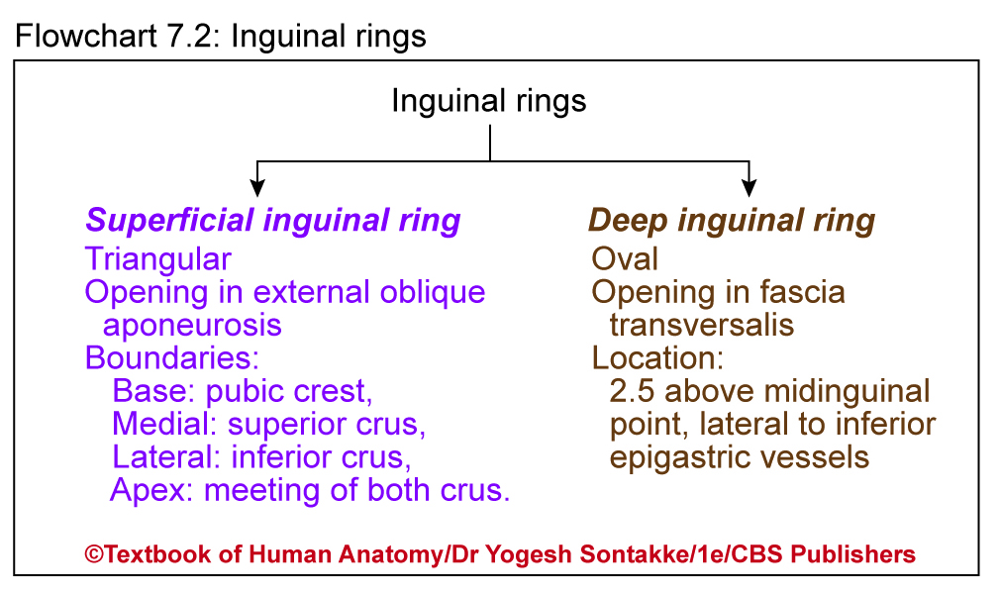 Flowchart 7.2: Inguinal rings
Inguinal rings
Superficial inguinal ring
Triangular
Opening in external oblique
aponeurosis
Boundaries:
Base: pubic crest,
Medial: superior crus,
Lateral: inferior crus,
Apex: meeting of both crus.
Deep inguinal ring
Oval
Opening in fascia
transversalis
Location:
2.5 above midinguinal
point, lateral to inferior
epigastric vessels
©Textbook of Human Anatomy/Dr Yogesh Sontakke/1e/CBS Publishers